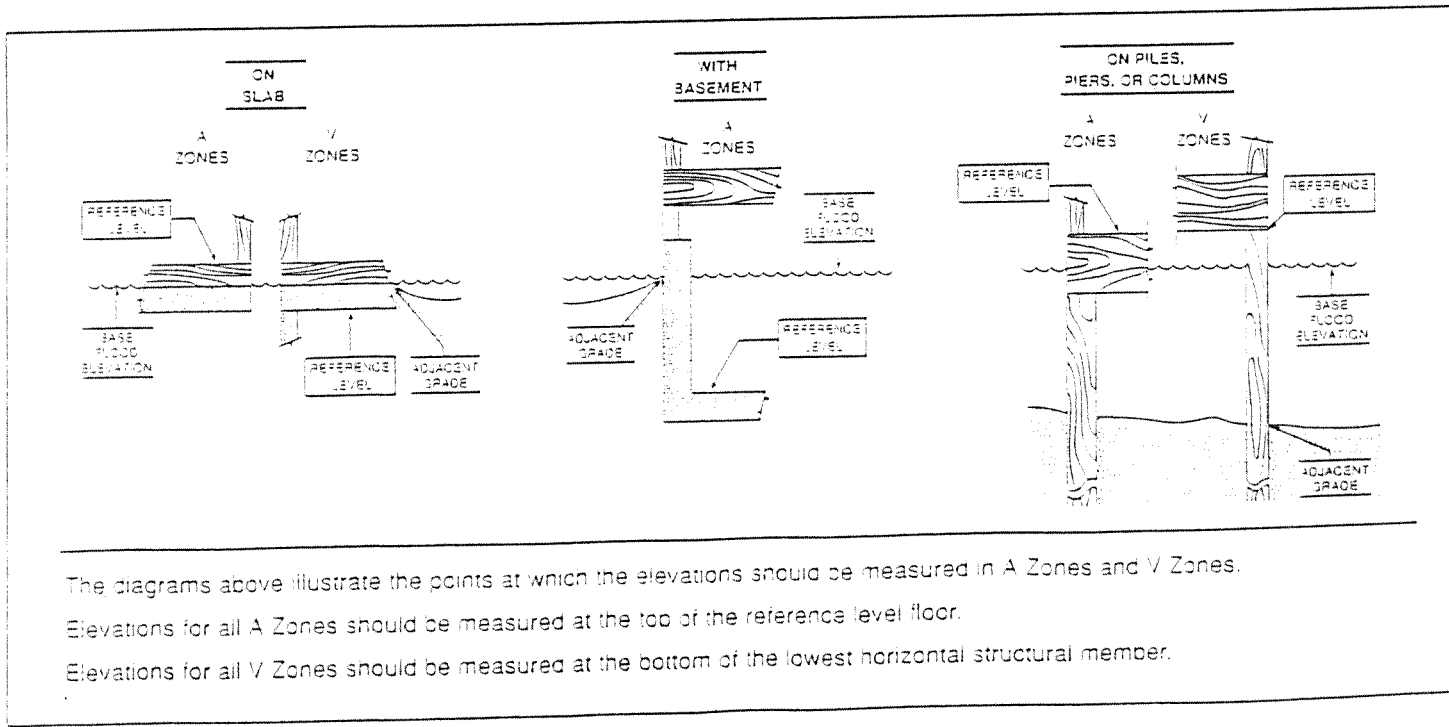 ON
SLAB
A
ZONES
V
ZONES
REFERENCE
LEVEL
BASE
FLOOD
ELEVATION
REFERENCE
LEVEL
ADJACENT
GRADE
WITH
BASEMENT
A
ZONES
BASE
FLOOD
ELEVATION
ADJACENT
GRADE
REFERENCE
LEVEL
ON PILES,
PIERS, OR COLUMNS
A
ZONES
V
ZONES
REFERENCE
LEVEL
REFERENCE
LEVEL
BASE
FLOOD
ELEVATION
ADJACENT
GRADE
The diagrams above illustrate the points at which the elevations should be measured in A Zones and V Zones.
Elevations for all A Zones should be measured at the top of the reference level floor.
Elevations for all V Zones should be measured at the bottom of the lowest horizontal structural member.